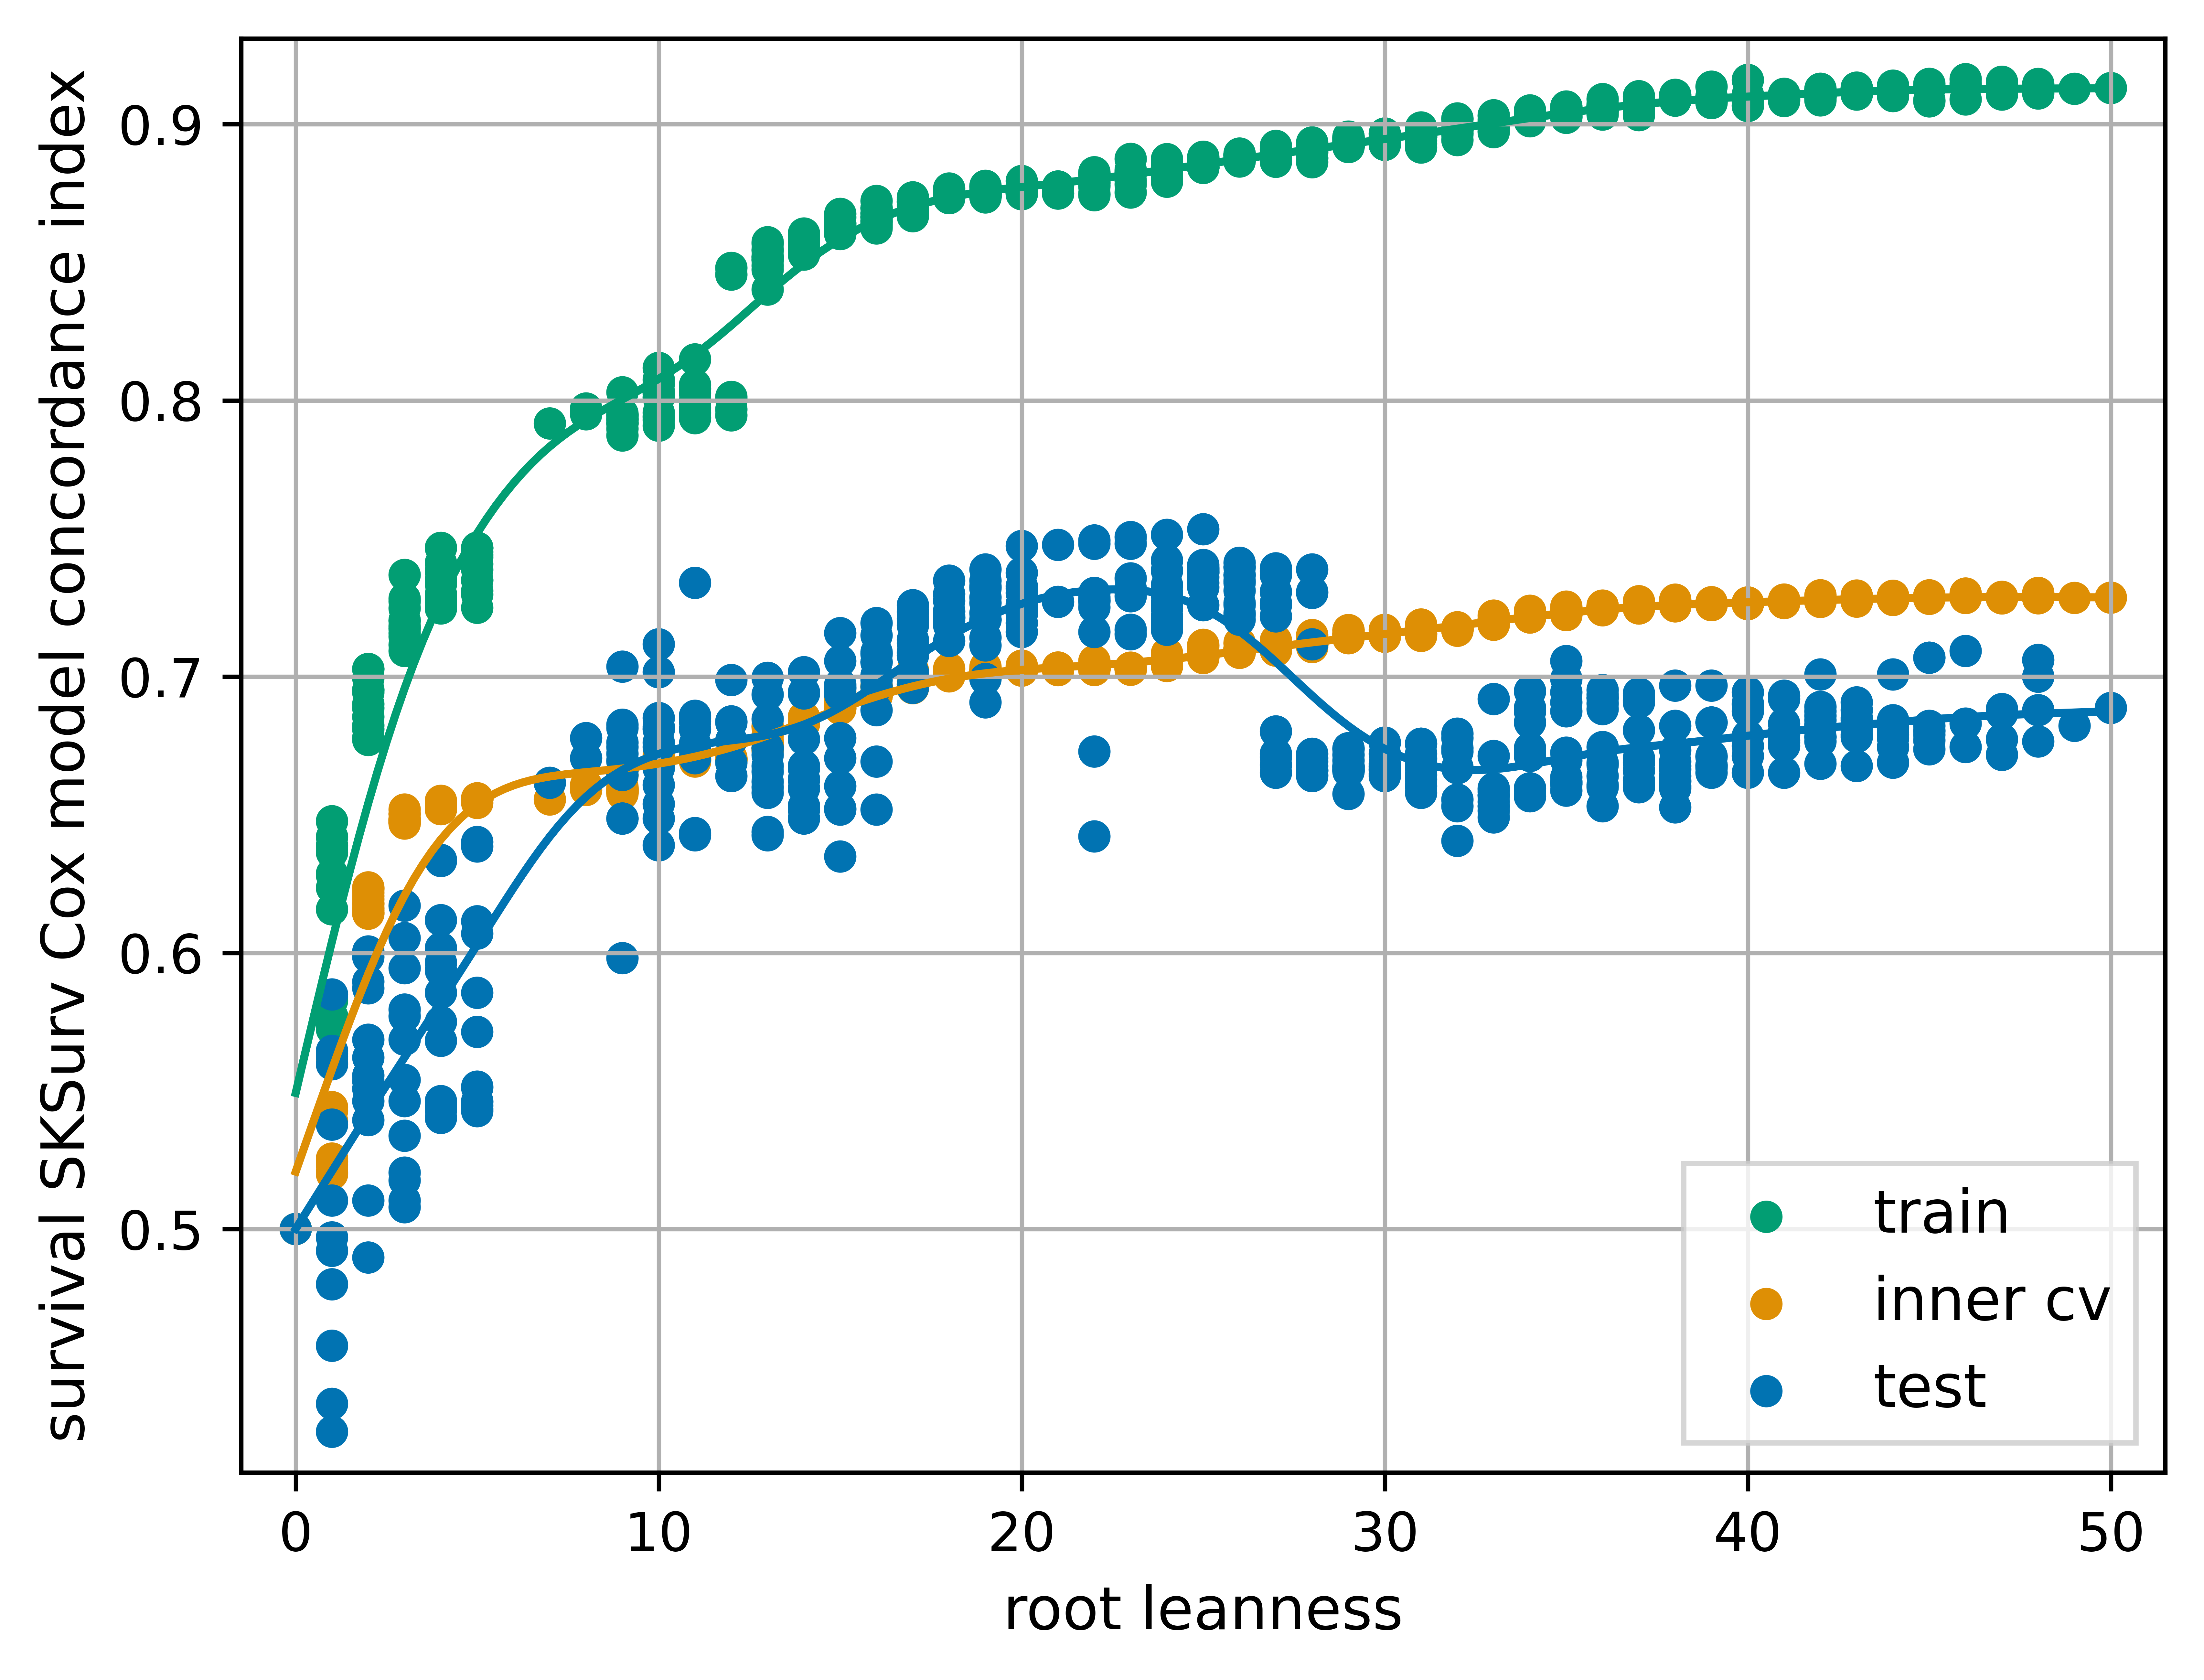 survival SKSurv Cox model concordance index
0.9
0.8
0.7
0.6
0.5
0 10 20 30 40 50
root leanness
train
inner cv
test